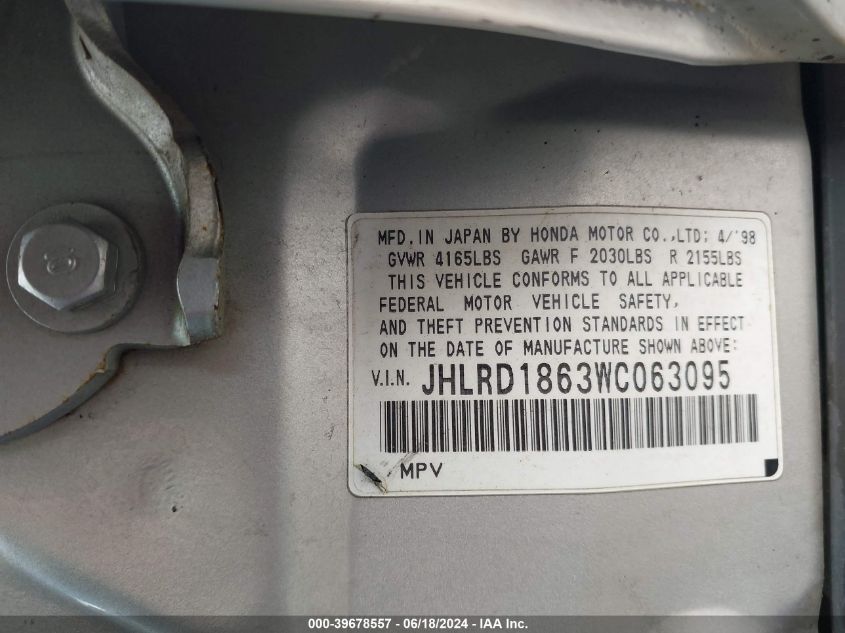 MFD. IN JAPAN BY HONDA MOTOR CO.,LTD; 4/'98
GVWR 4165LBS GAWR F 2030LBS R 2155LBS
THIS VEHICLE CONFORMS TO ALL APPLICABLE
FEDERAL MOTOR VEHICLE SAFETY,
AND THEFT PREVENTION STANDARDS IN EFFECT
ON THE DATE OF MANUFACTURE SHOWN ABOVE:
V.I.N. JHLRD1863WC063095
MPV
000-39678557 - 06/18/2024 - IAAI Inc.